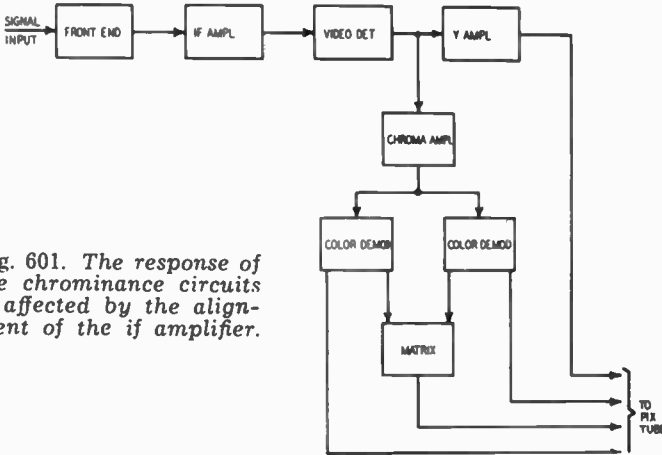 SIGNAL
INPUT
FRONT END
IF AMPL
VIDEO DET
Y AMPL
CHROMA AMPL
COLOR DEMOD
COLOR DEMOD
MATRIX
g. 601. The response of
e chrominance circuits
affected by the align-
ent of the if amplifier.
TO
PIX
TUBE